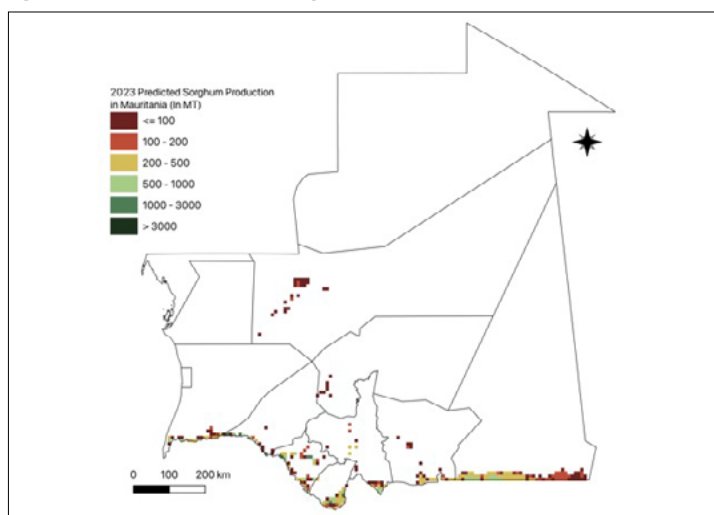 2023 Predicted Sorghum Production
in Mauritania (In MT)
<= 100
100 - 200
200 - 500
500 - 1000
1000 - 3000
> 3000
0 100 200 km